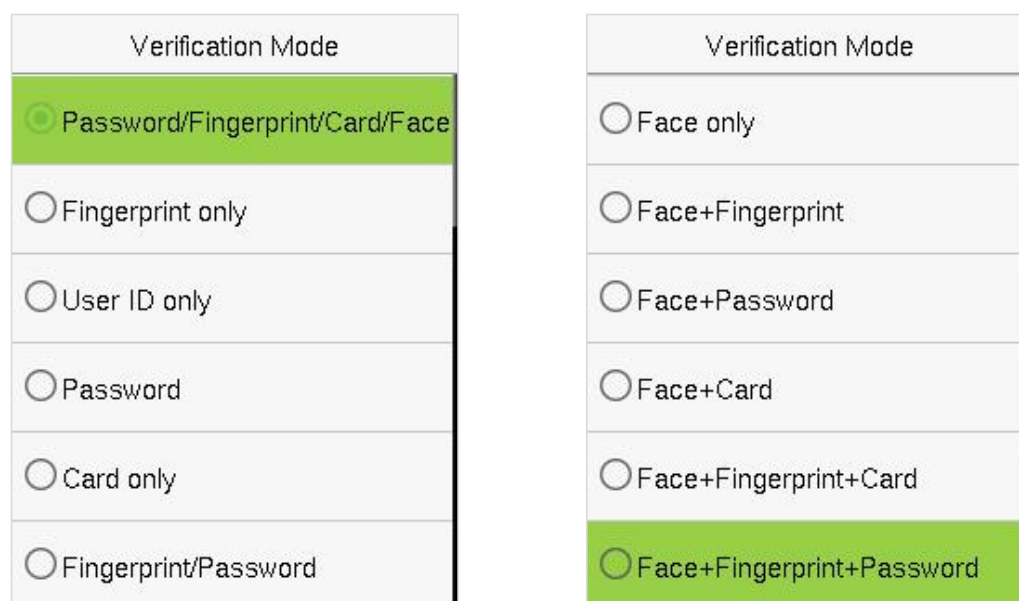 Verification Mode
Password/Fingerprint/Card/Face
Fingerprint only
User ID only
Password
Card only
Fingerprint/Password
Verification Mode
Face only
Face+Fingerprint
Face+Password
Face+Card
Face+Fingerprint+Card
Face+Fingerprint+Password